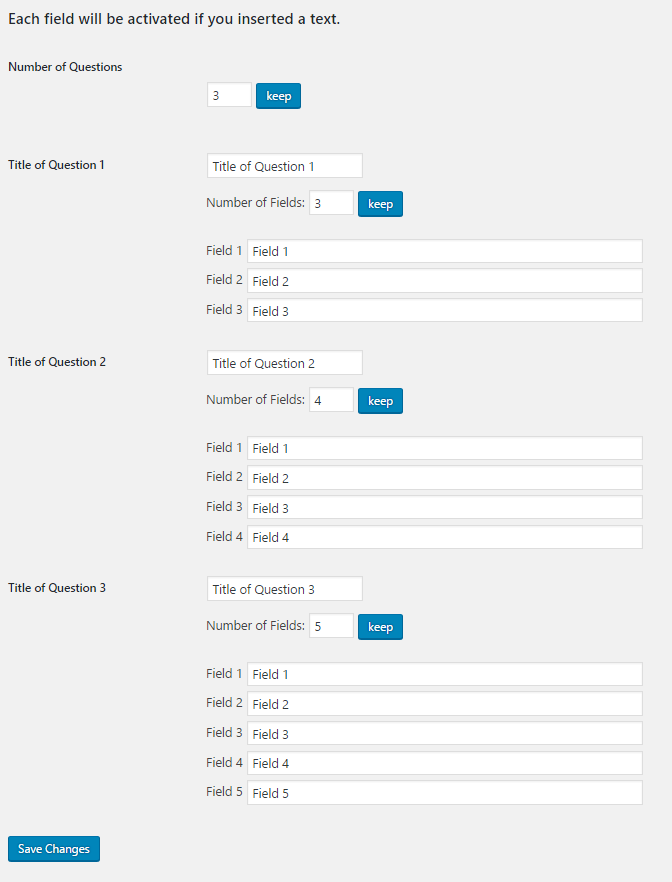 Each field will be activated if you inserted a text.
Number of Questions
3 keep
Title of Question 1 Title of Question 1
Number of Fields: 3 keep
Field 1 Field 1
Field 2 Field 2
Field 3 Field 3
Title of Question 2 Title of Question 2
Number of Fields: 4 keep
Field 1 Field 1
Field 2 Field 2
Field 3 Field 3
Field 4 Field 4
Title of Question 3 Title of Question 3
Number of Fields: 5 keep
Field 1 Field 1
Field 2 Field 2
Field 3 Field 3
Field 4 Field 4
Field 5 Field 5
Save Changes